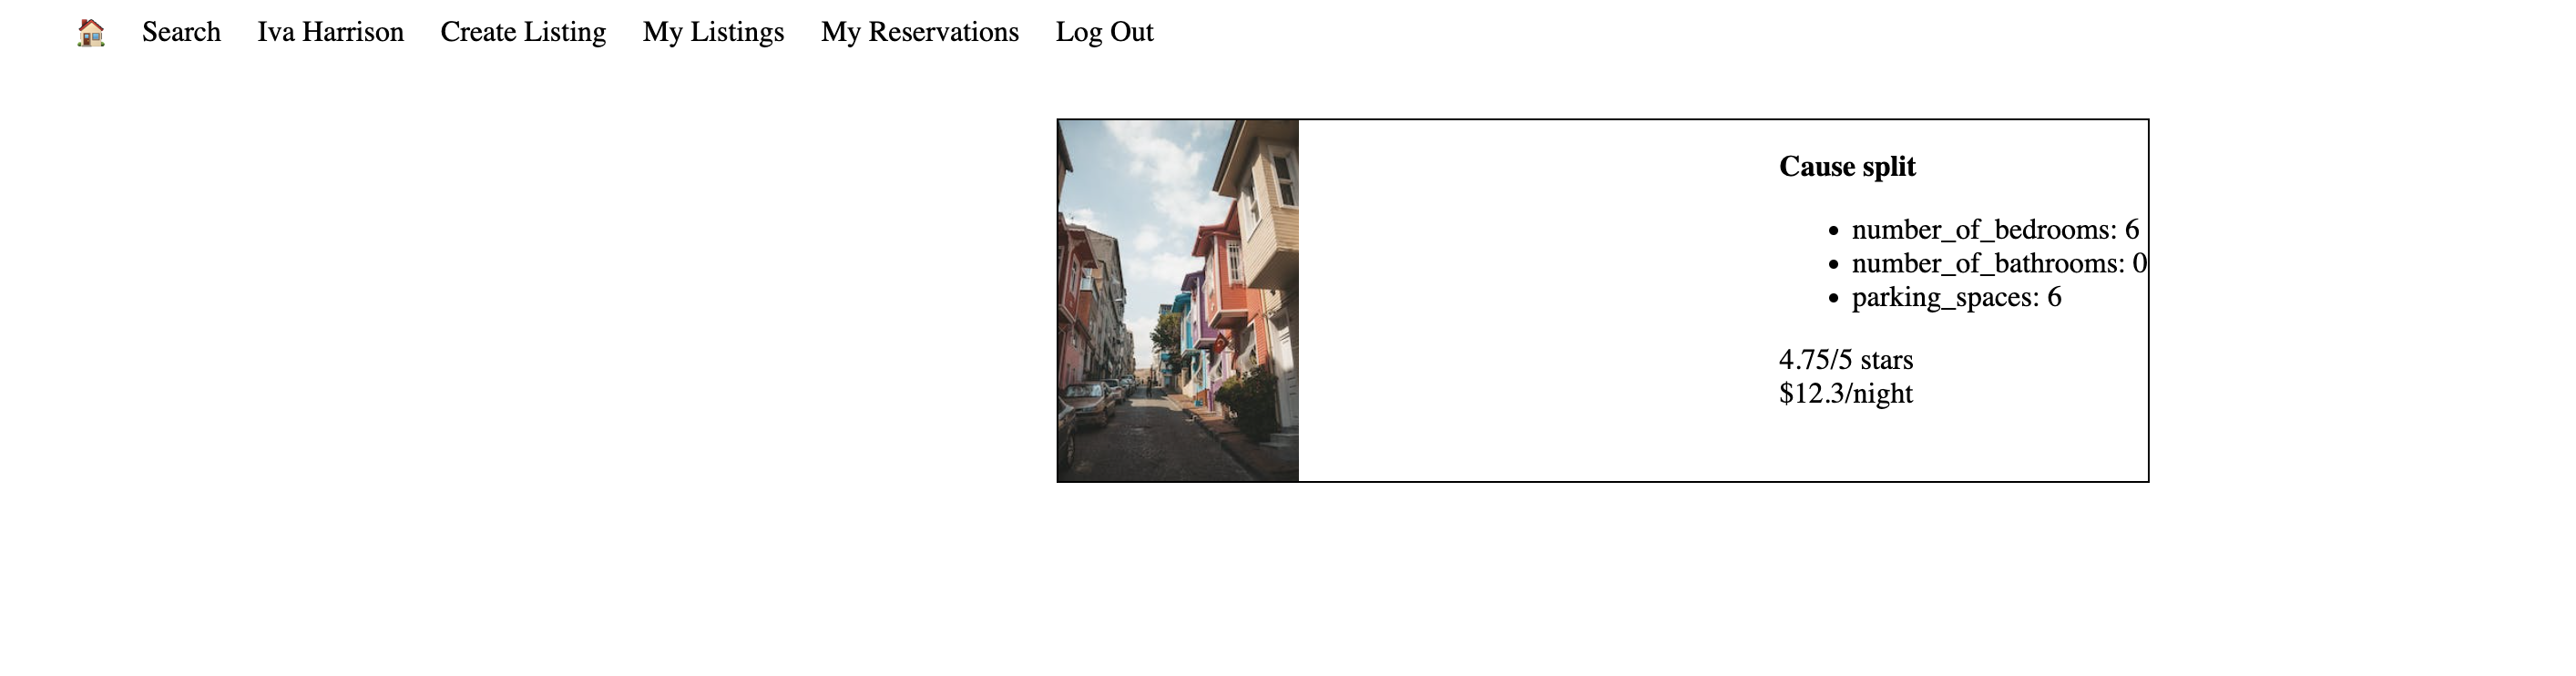 Search Iva Harrison Create Listing My Listings My Reservations Log Out
Cause split
number_of_bedrooms: 6
number_of_bathrooms: 0
parking_spaces: 6
4.75/5 stars
$12.3/night